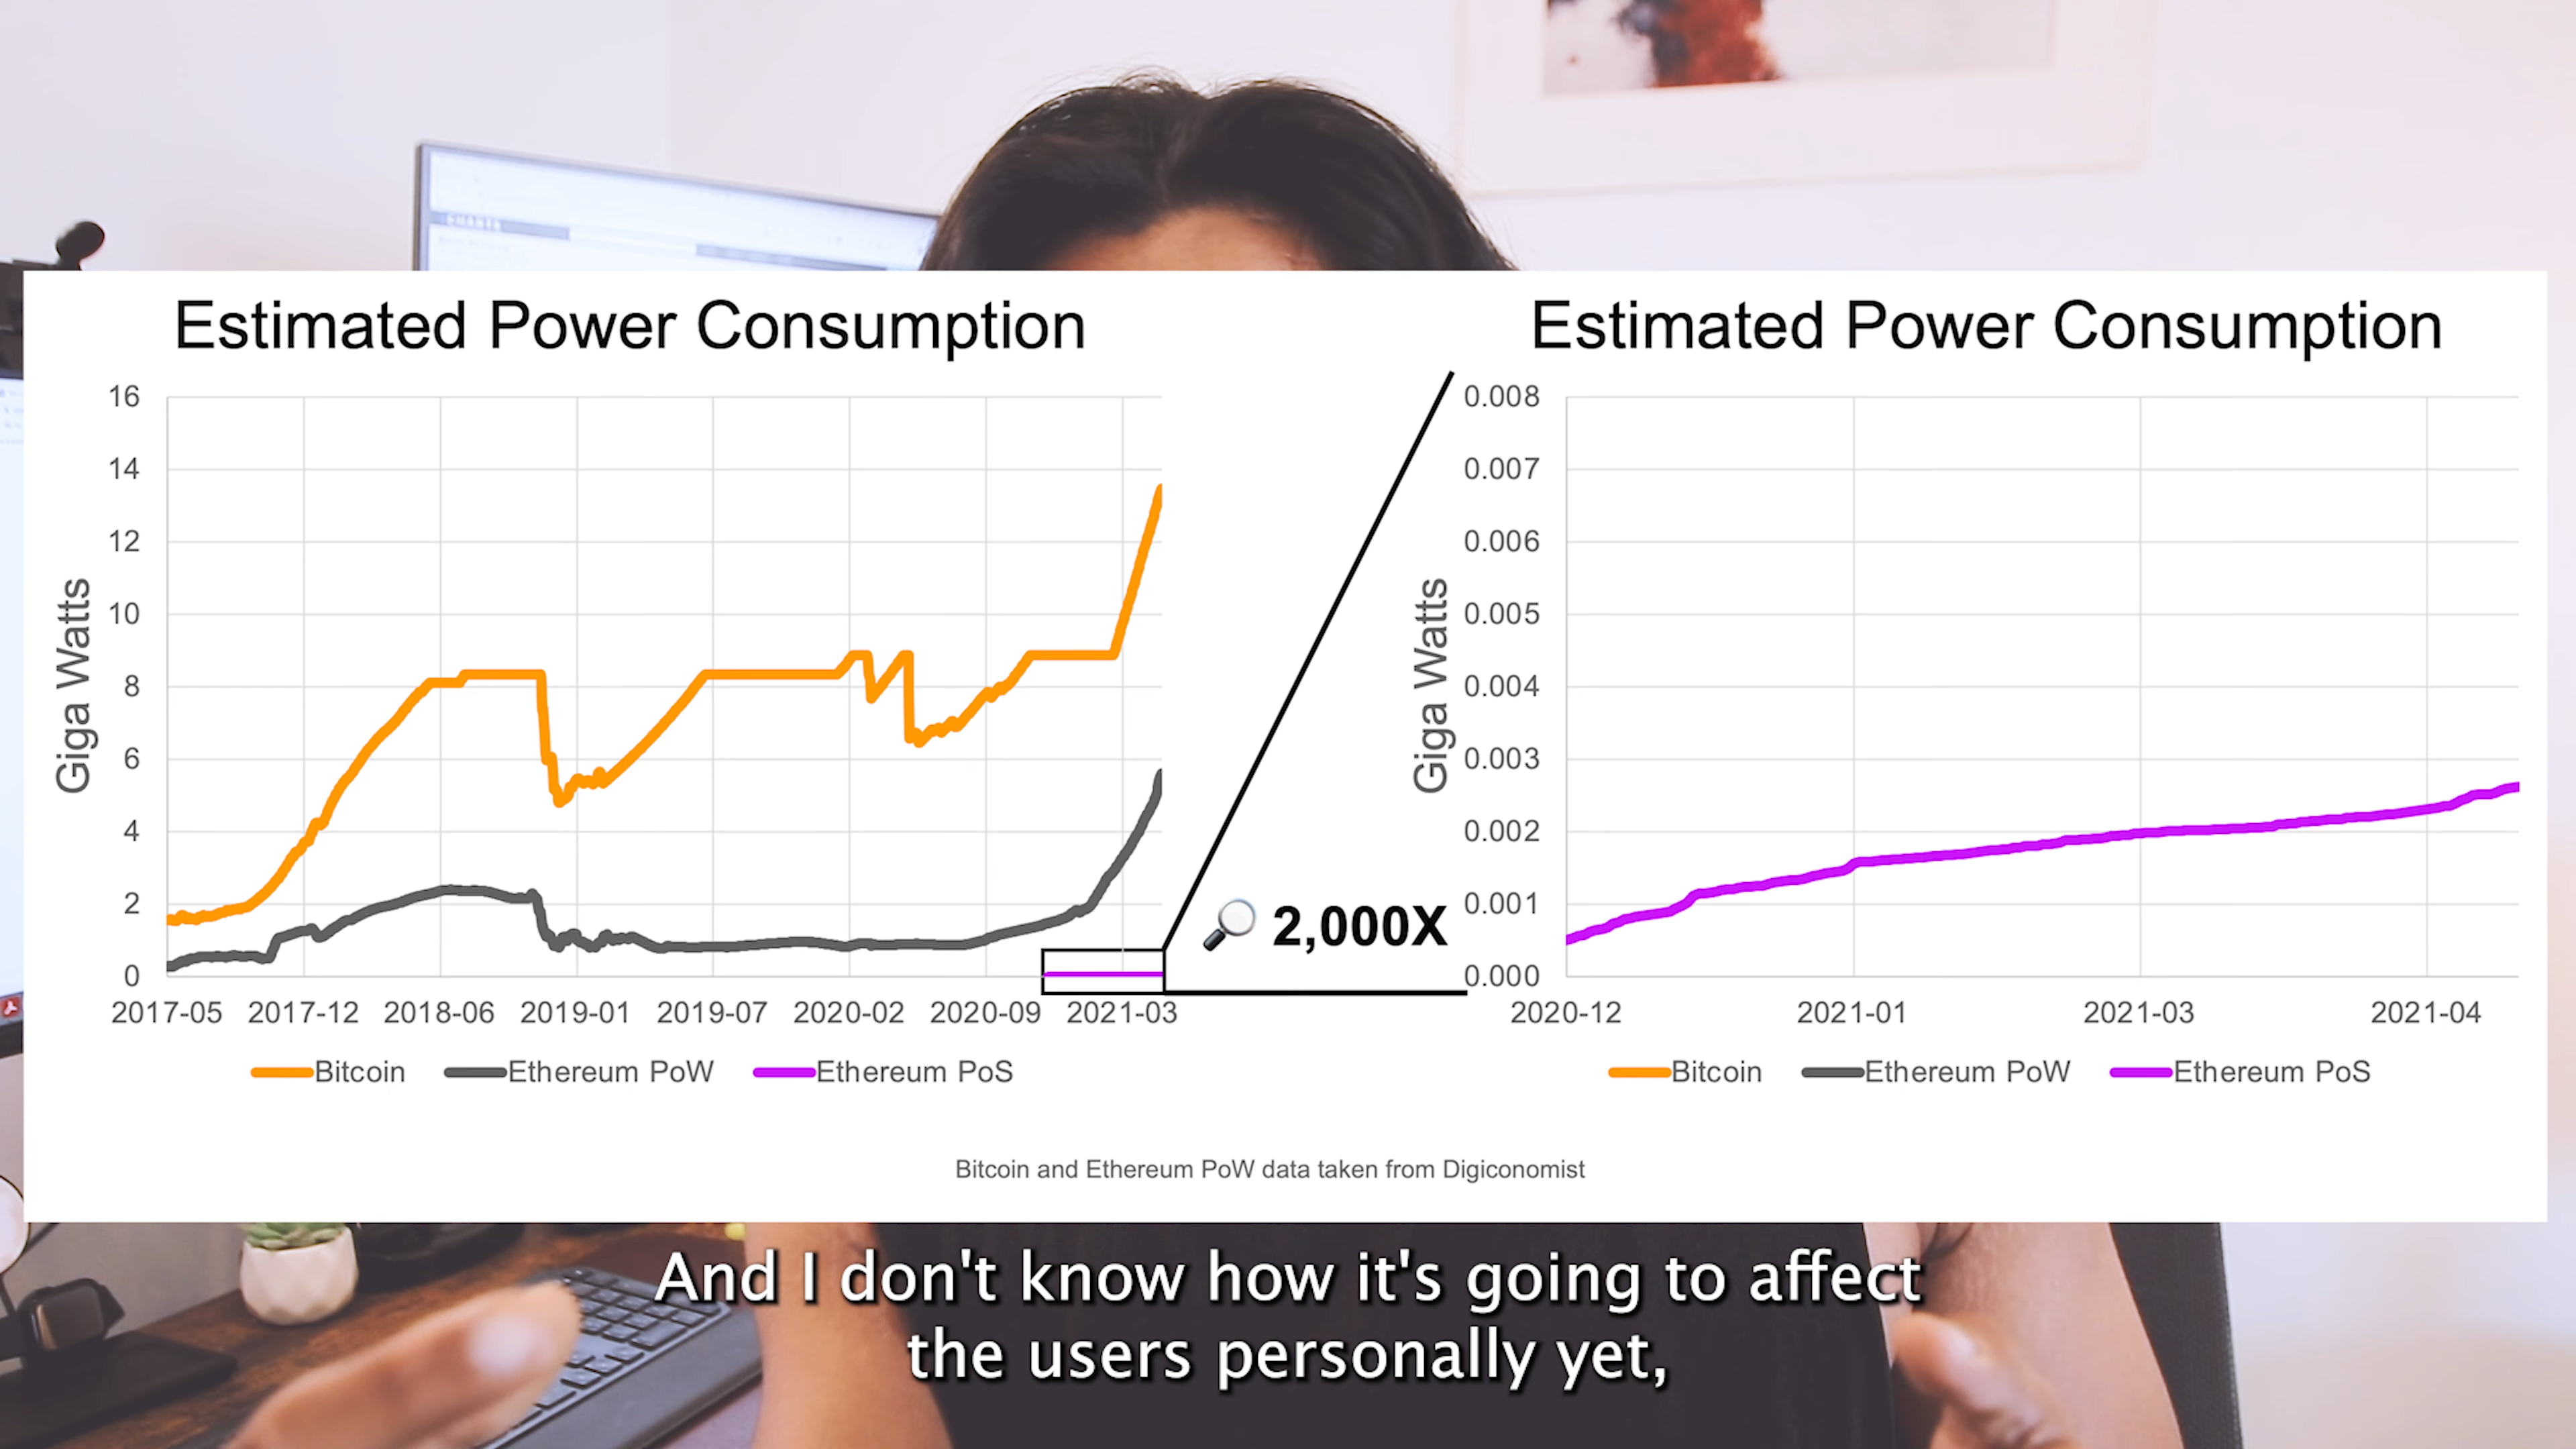 CHARTS
Estimated Power Consumption
16
14
12
10
8
6
4
2
0
Giga Watts
2017-05 2017-12 2018-06 2019-01 2019-07 2020-02 2020-09 2021-03
Bitcoin Ethereum PoW Ethereum PoS
2,000X
Estimated Power Consumption
0.008
0.007
0.006
0.005
0.004
0.003
0.002
0.001
0.000
Giga Watts
2020-12 2021-01 2021-03 2021-04
Bitcoin Ethereum PoW Ethereum PoS
Bitcoin and Ethereum PoW data taken from Digiconomist
And I don't know how it's going to affect
the users personally yet,